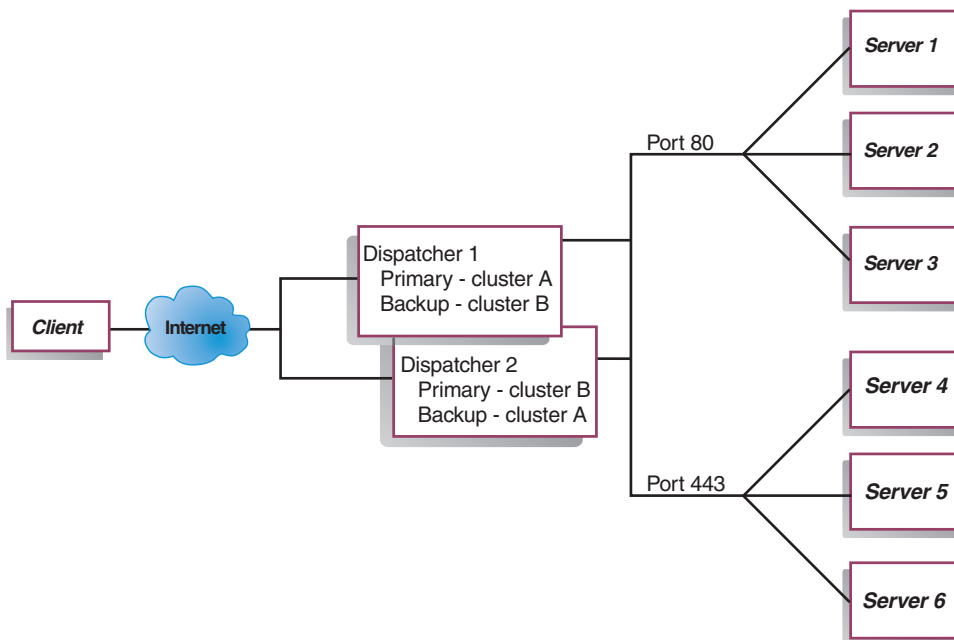 Client
Internet
Dispatcher 1
Primary - cluster A
Backup - cluster B
Dispatcher 2
Primary - cluster B
Backup - cluster A
Port 80
Server 1
Server 2
Server 3
Port 443
Server 4
Server 5
Server 6